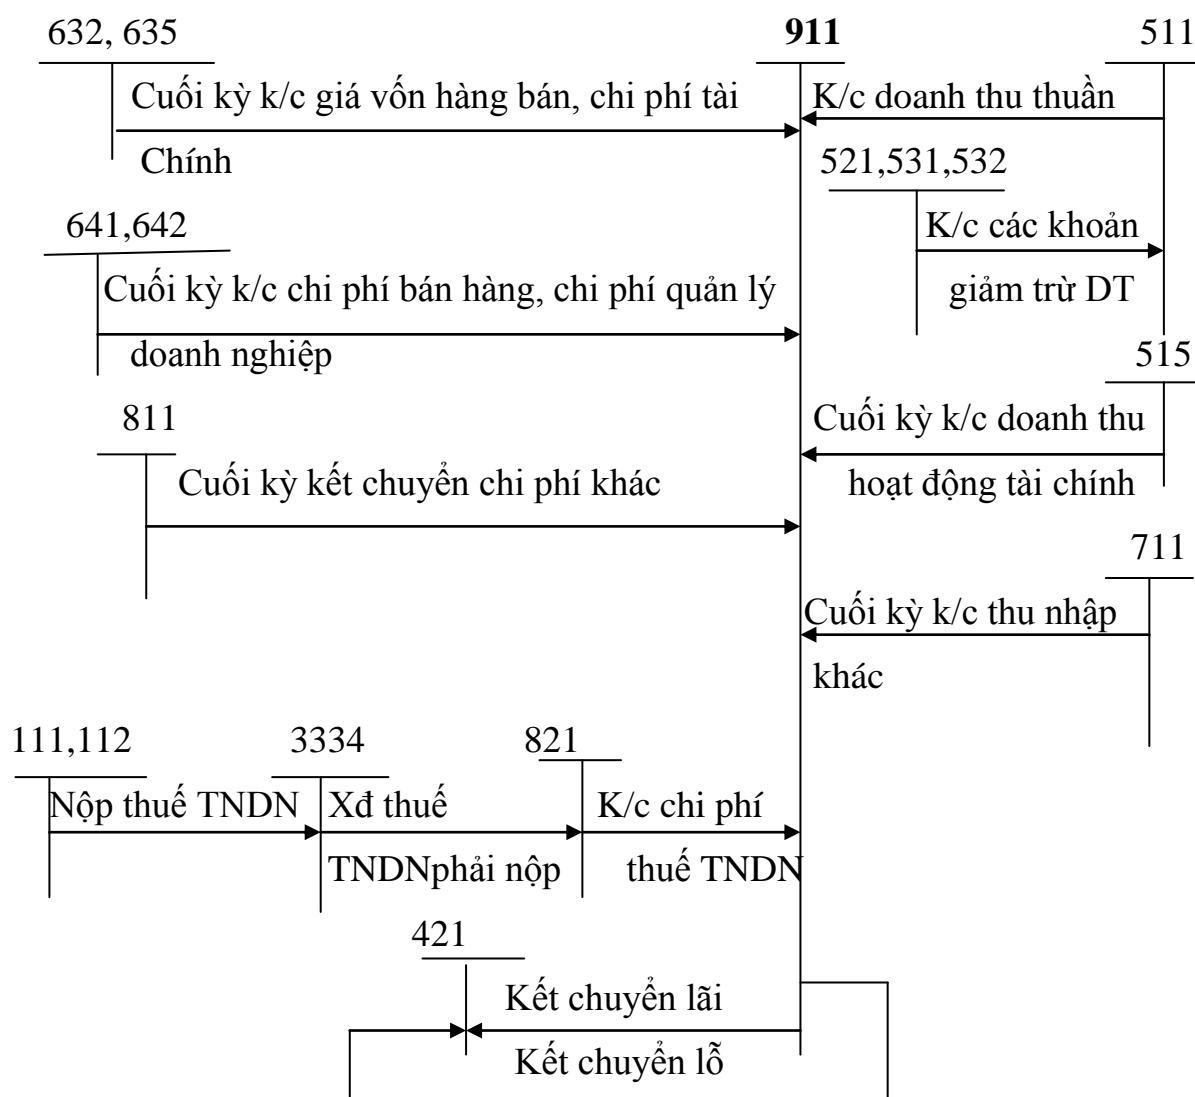 632, 635
911
511
Cuối kỳ k/c giá vốn hàng bán, chi phí tài
K/c doanh thu thuần
Chính
521,531,532
641,642
K/c các khoản
Cuối kỳ k/c chi phí bán hàng, chi phí quản lý
giảm trừ DT
doanh nghiệp
515
811
Cuối kỳ k/c doanh thu
Cuối kỳ kết chuyển chi phí khác
hoạt động tài chính
711
Cuối kỳ k/c thu nhập
khác
111,112
3334
821
Nộp thuế TNDN
Xđ thuế
K/c chi phí
TNDNphải nộp
thuế TNDN
421
Kết chuyển lãi
Kết chuyển lỗ